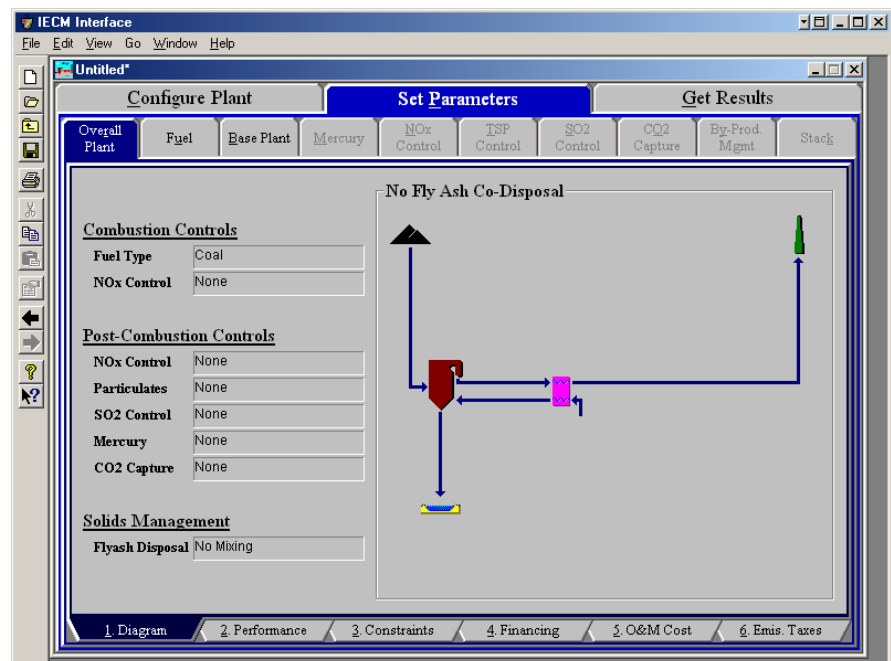 IECM Interface
File Edit View Go Window Help
Untitled*
Configure Plant Set Parameters Get Results
Overall Plant Fuel Base Plant Mercury NOx Control TSP Control SO2 Control CO2 Capture By-Prod. Mgmt Stack
No Fly Ash Co-Disposal
Combustion Controls
Fuel Type Coal
NOx Control None
Post-Combustion Controls
NOx Control None
Particulates None
SO2 Control None
Mercury None
CO2 Capture None
Solids Management
Flyash Disposal No Mixing
1. Diagram 2. Performance 3. Constraints 4. Financing 5. O&M Cost 6. Emis. Taxes